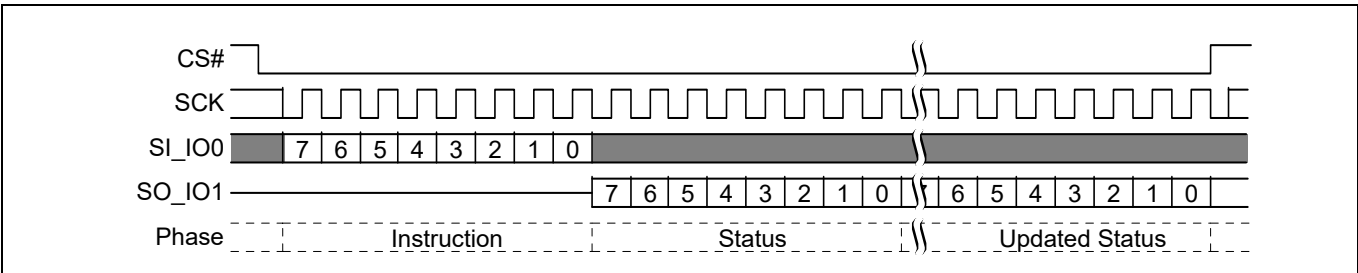 CS#
SCK
SI_IO0 7 6 5 4 3 2 1 0
SO_IO1 7 6 5 4 3 2 1 0 6 5 4 3 2 1 0
Phase Instruction Status Updated Status